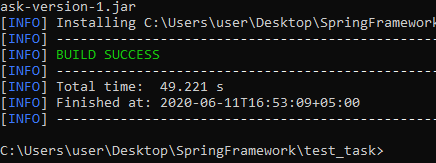 ask-version-1.jar
[INFO] Installing C:\Users\user\Desktop\SpringFramework
[INFO] ------------------------------------------------
[INFO] BUILD SUCCESS
[INFO] ------------------------------------------------
[INFO] Total time:  49.221 s
[INFO] Finished at: 2020-06-11T16:53:09+05:00
[INFO] ------------------------------------------------

C:\Users\user\Desktop\SpringFramework\test_task>